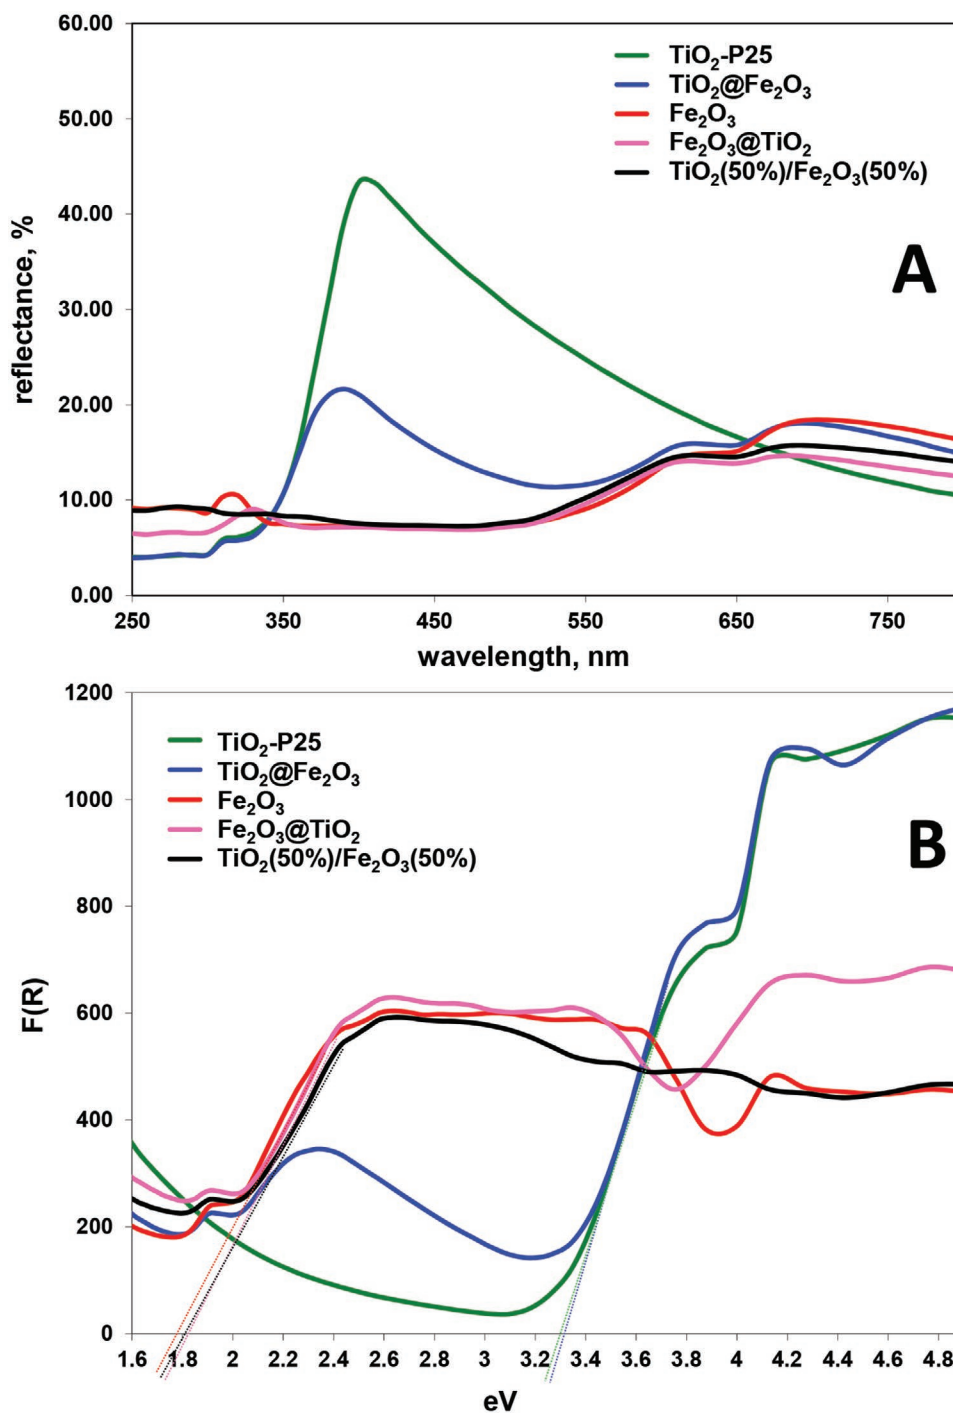 60.00
50.00
40.00
30.00
20.00
10.00
0.00
reflectance, %
TiO₂-P25
TiO₂@Fe₂O₃
Fe₂O₃
Fe₂O₃@TiO₂
TiO₂(50%)/Fe₂O₃(50%)
A
250 350 450 550 650 750
wavelength, nm
1200
1000
800
600
400
200
0
F(R)
TiO₂-P25
TiO₂@Fe₂O₃
Fe₂O₃
Fe₂O₃@TiO₂
TiO₂(50%)/Fe₂O₃(50%)
B
1.6 1.8 2 2.2 2.4 2.6 2.8 3 3.2 3.4 3.6 3.8 4 4.2 4.4 4.6 4.8
eV